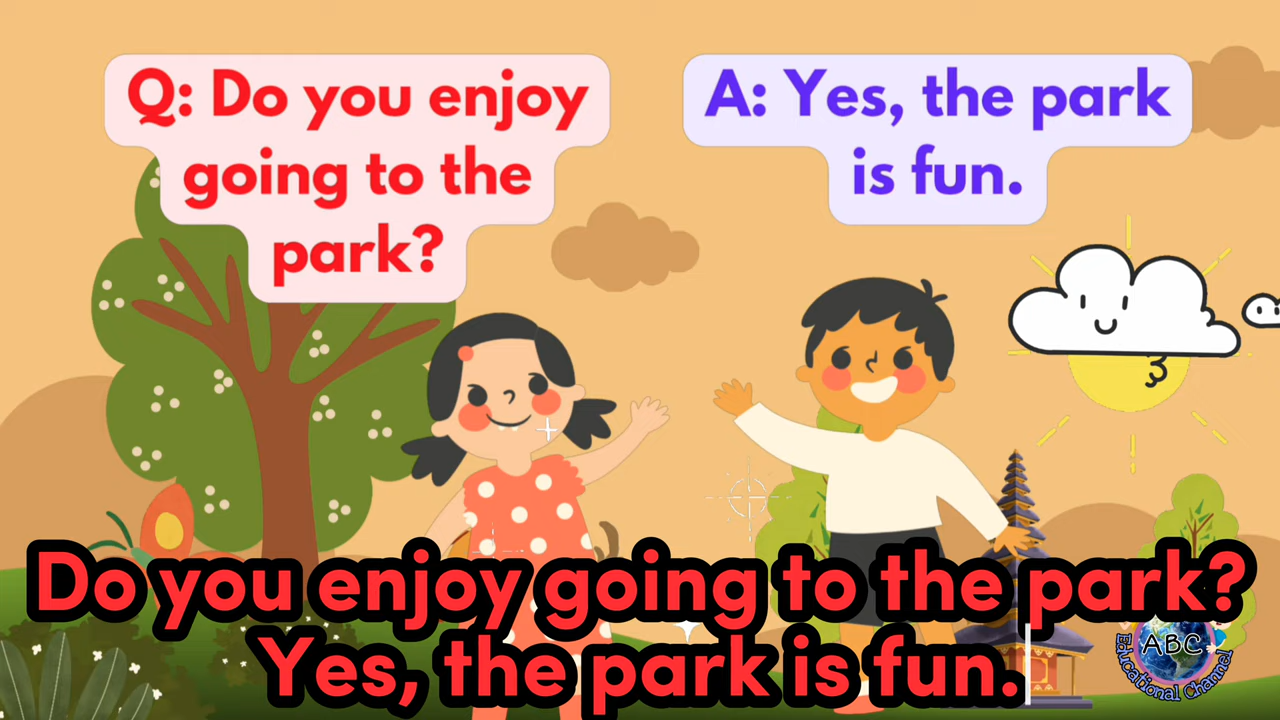 Q: Do you enjoy
going to the
park?
A: Yes, the park
is fun.
Do you enjoy going to the park?
Yes, the park is fun.
ABC
Educational Channel